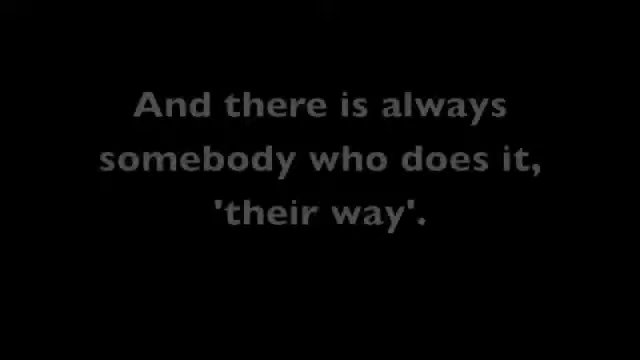 And there is always
somebody who does it,
'their way'.